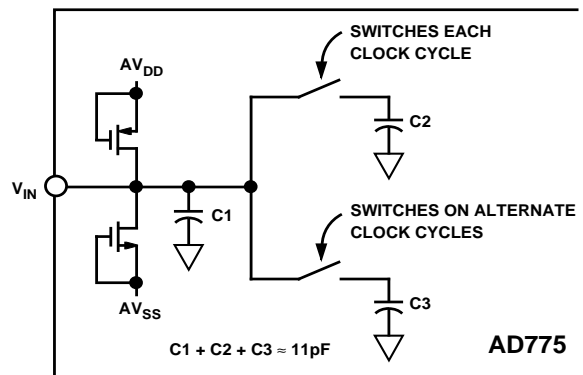 SWITCHES EACH
CLOCK CYCLE
AVDD
C2
VIN
C1
SWITCHES ON ALTERNATE
CLOCK CYCLES
AVSS
C3
C1 + C2 + C3 ≈ 11pF
AD775